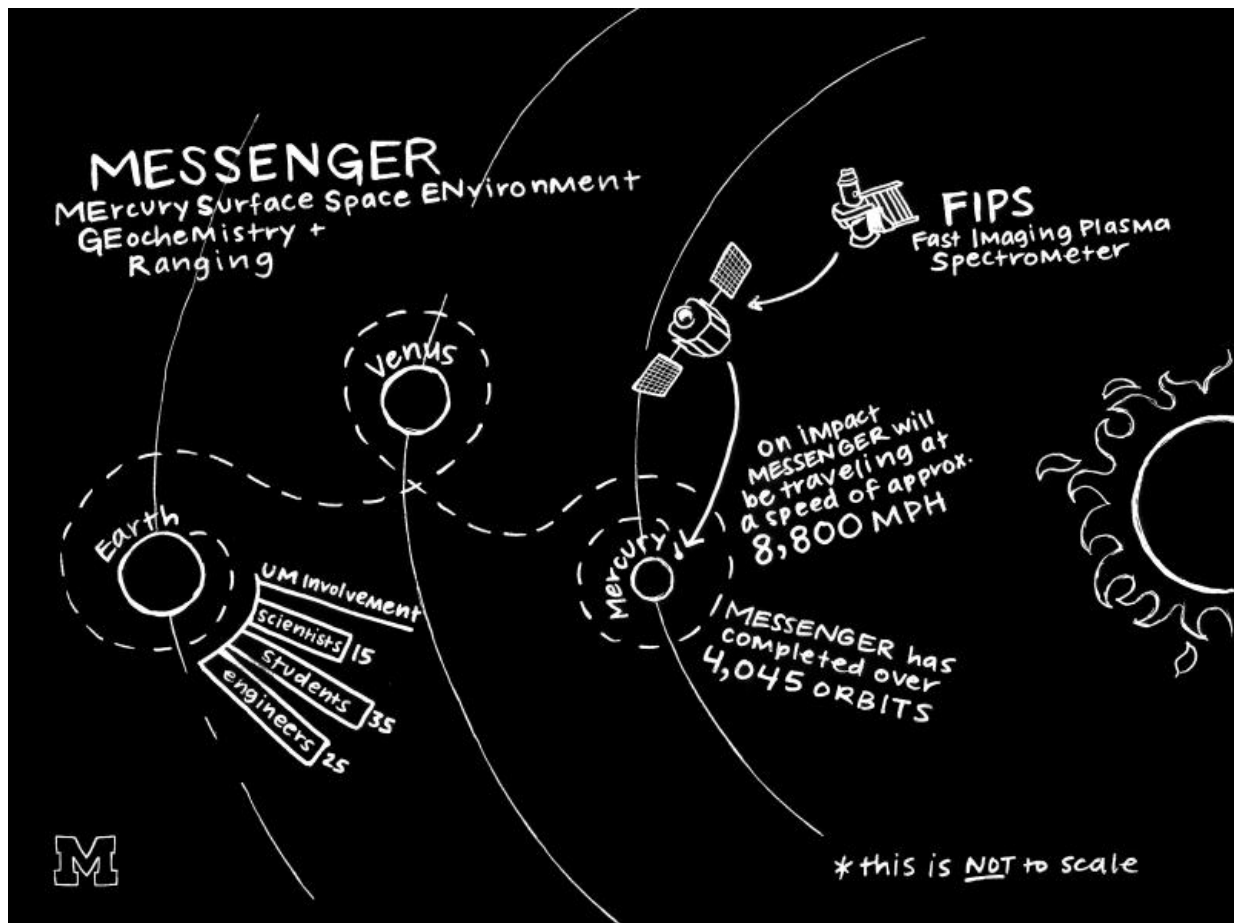 MESSENGER
MErcury Surface Space ENvironment
GEochemistry +
Ranging
FIPS
Fast Imaging Plasma
Spectrometer
Venus
Earth
Mercury
on impact
MESSENGER will
be traveling at
a speed of approx.
8,800 MPH
UM Involvement
scientists 15
students 35
engineers 25
MESSENGER has
completed over
4,045 ORBITS
M
*this is NOT to scale